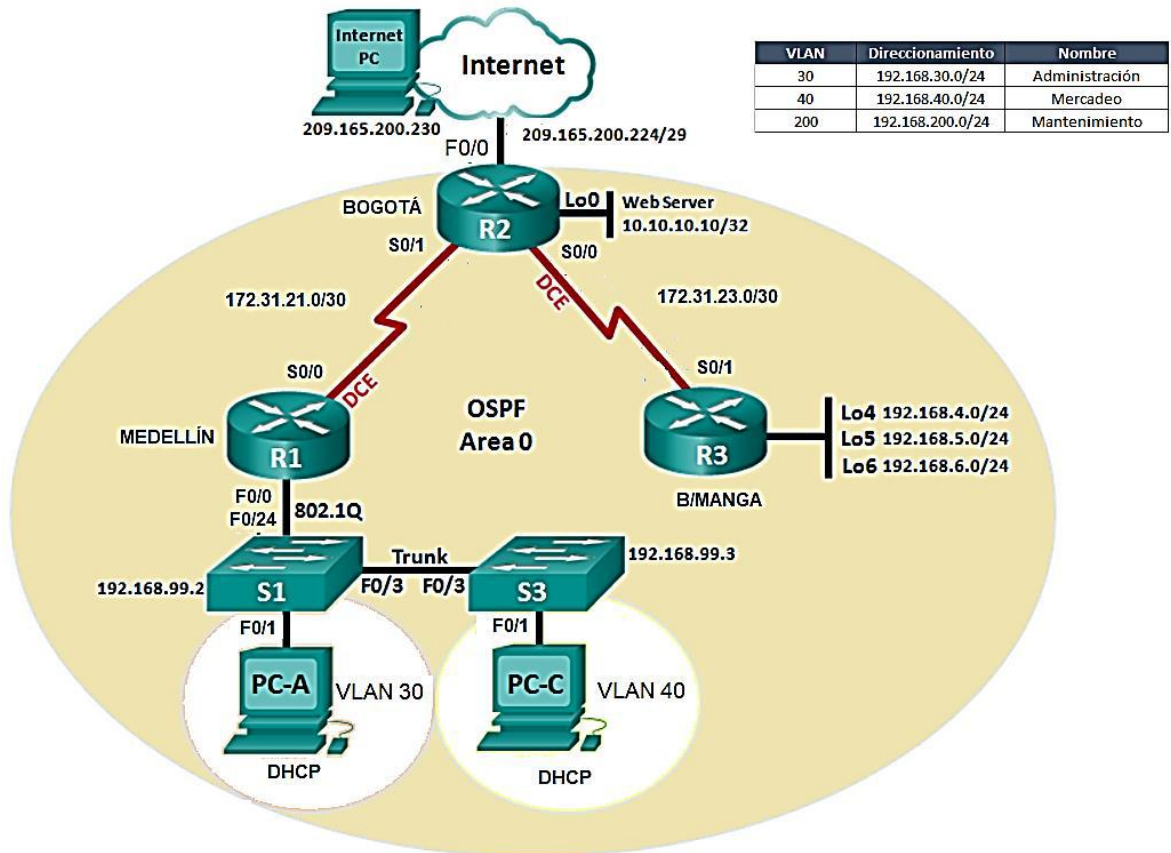 Internet
PC
Internet
209.165.200.230
209.165.200.224/29
F0/0
VLAN Direccionamiento Nombre
30 192.168.30.0/24 Administración
40 192.168.40.0/24 Mercadeo
200 192.168.200.0/24 Mantenimiento
BOGOTÁ
R2
Lo0
Web Server
10.10.10.10/32
S0/1
S0/0
DCE
172.31.21.0/30
172.31.23.0/30
S0/0
DCE
S0/1
OSPF
Area 0
MEDELLÍN
R1
R3
B/MANGA
Lo4 192.168.4.0/24
Lo5 192.168.5.0/24
Lo6 192.168.6.0/24
F0/0
F0/24
802.1Q
Trunk
192.168.99.2
S1
F0/3
F0/3
S3
192.168.99.3
F0/1
F0/1
PC-A
VLAN 30
DHCP
PC-C
VLAN 40
DHCP